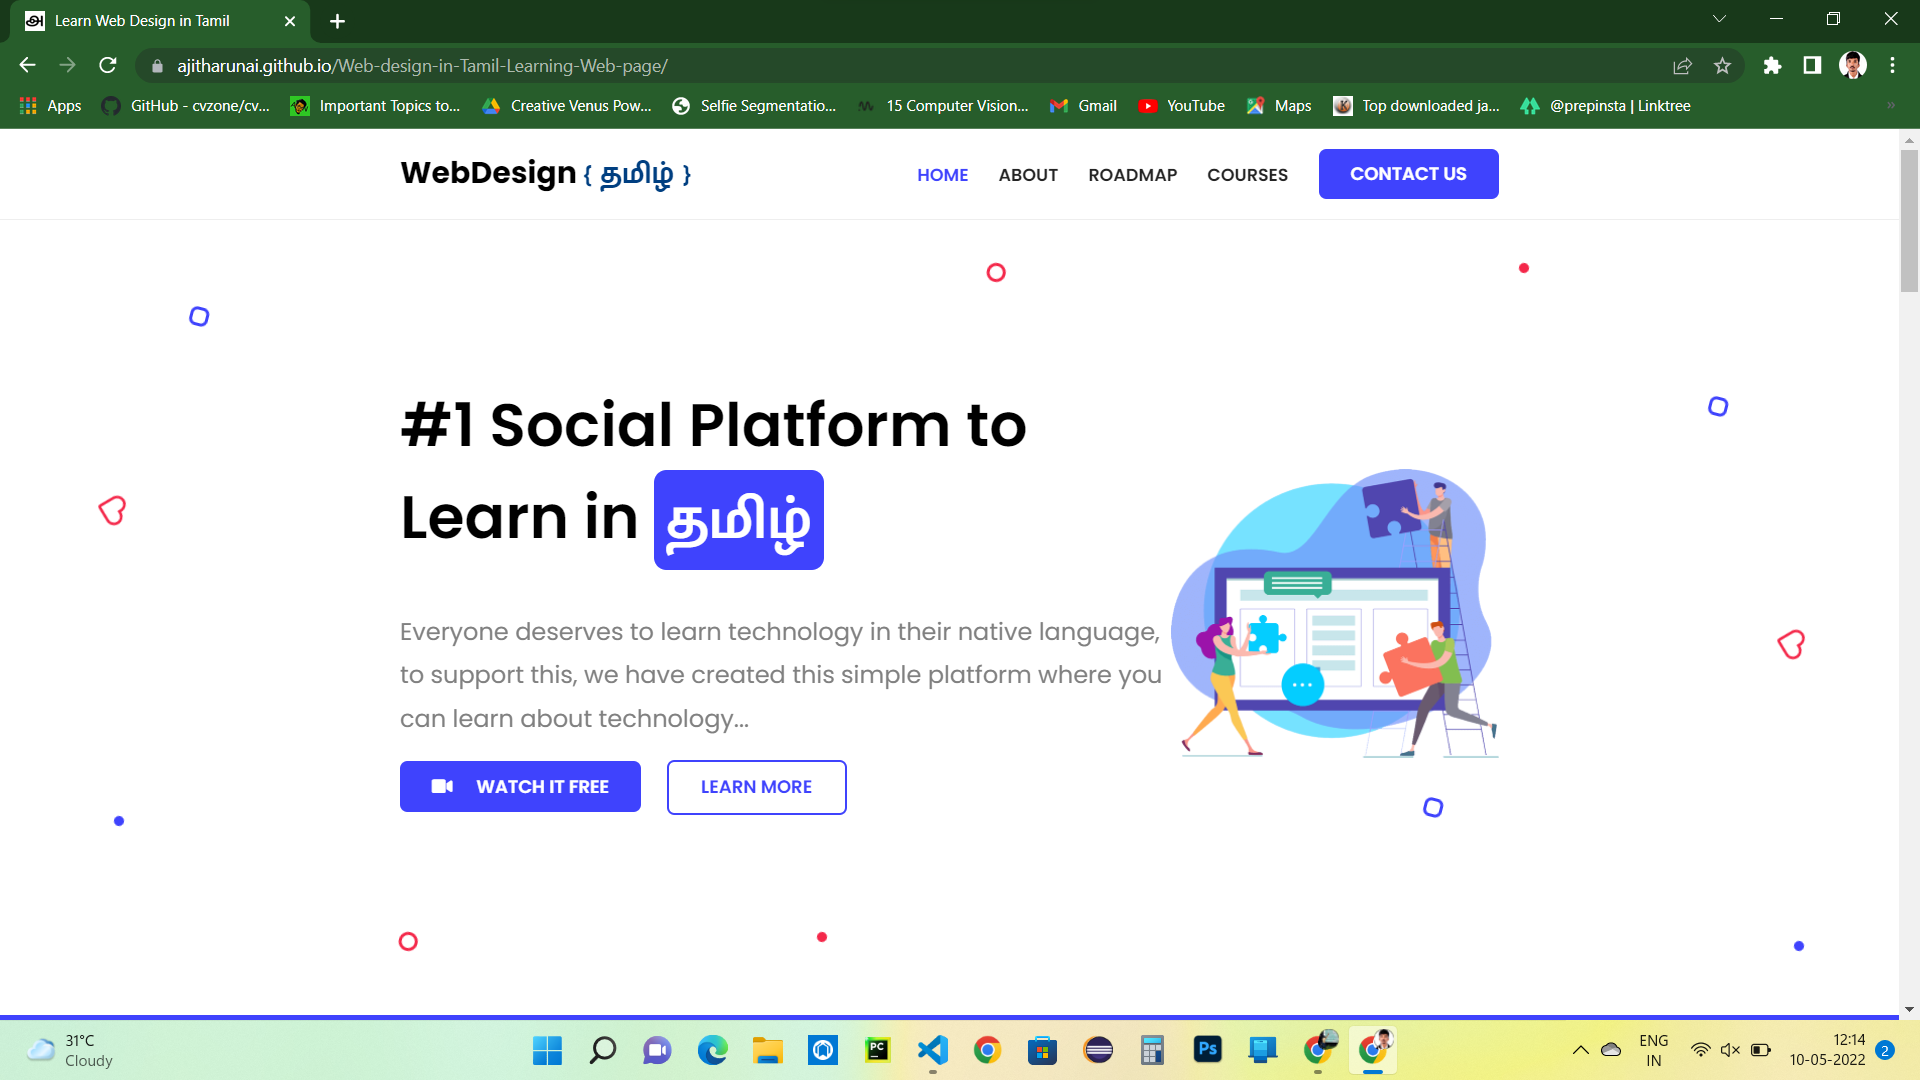 Learn Web Design in Tamil
ajitharunai.github.io/Web-design-in-Tamil-Learning-Web-page/
Apps GitHub - cvzone/cv... Important Topics to... Creative Venus Pow... Selfie Segmentatio... 15 Computer Vision... Gmail YouTube Maps Top downloaded ja... @prepinsta | Linktree »
WebDesign { தமிழ் } HOME ABOUT ROADMAP COURSES CONTACT US
#1 Social Platform to
Learn in தமிழ்
Everyone deserves to learn technology in their native language,
to support this, we have created this simple platform where you
can learn about technology...
WATCH IT FREE LEARN MORE
31°C
Cloudy
PC
Ps
ENG
IN
12:14
10-05-2022
2